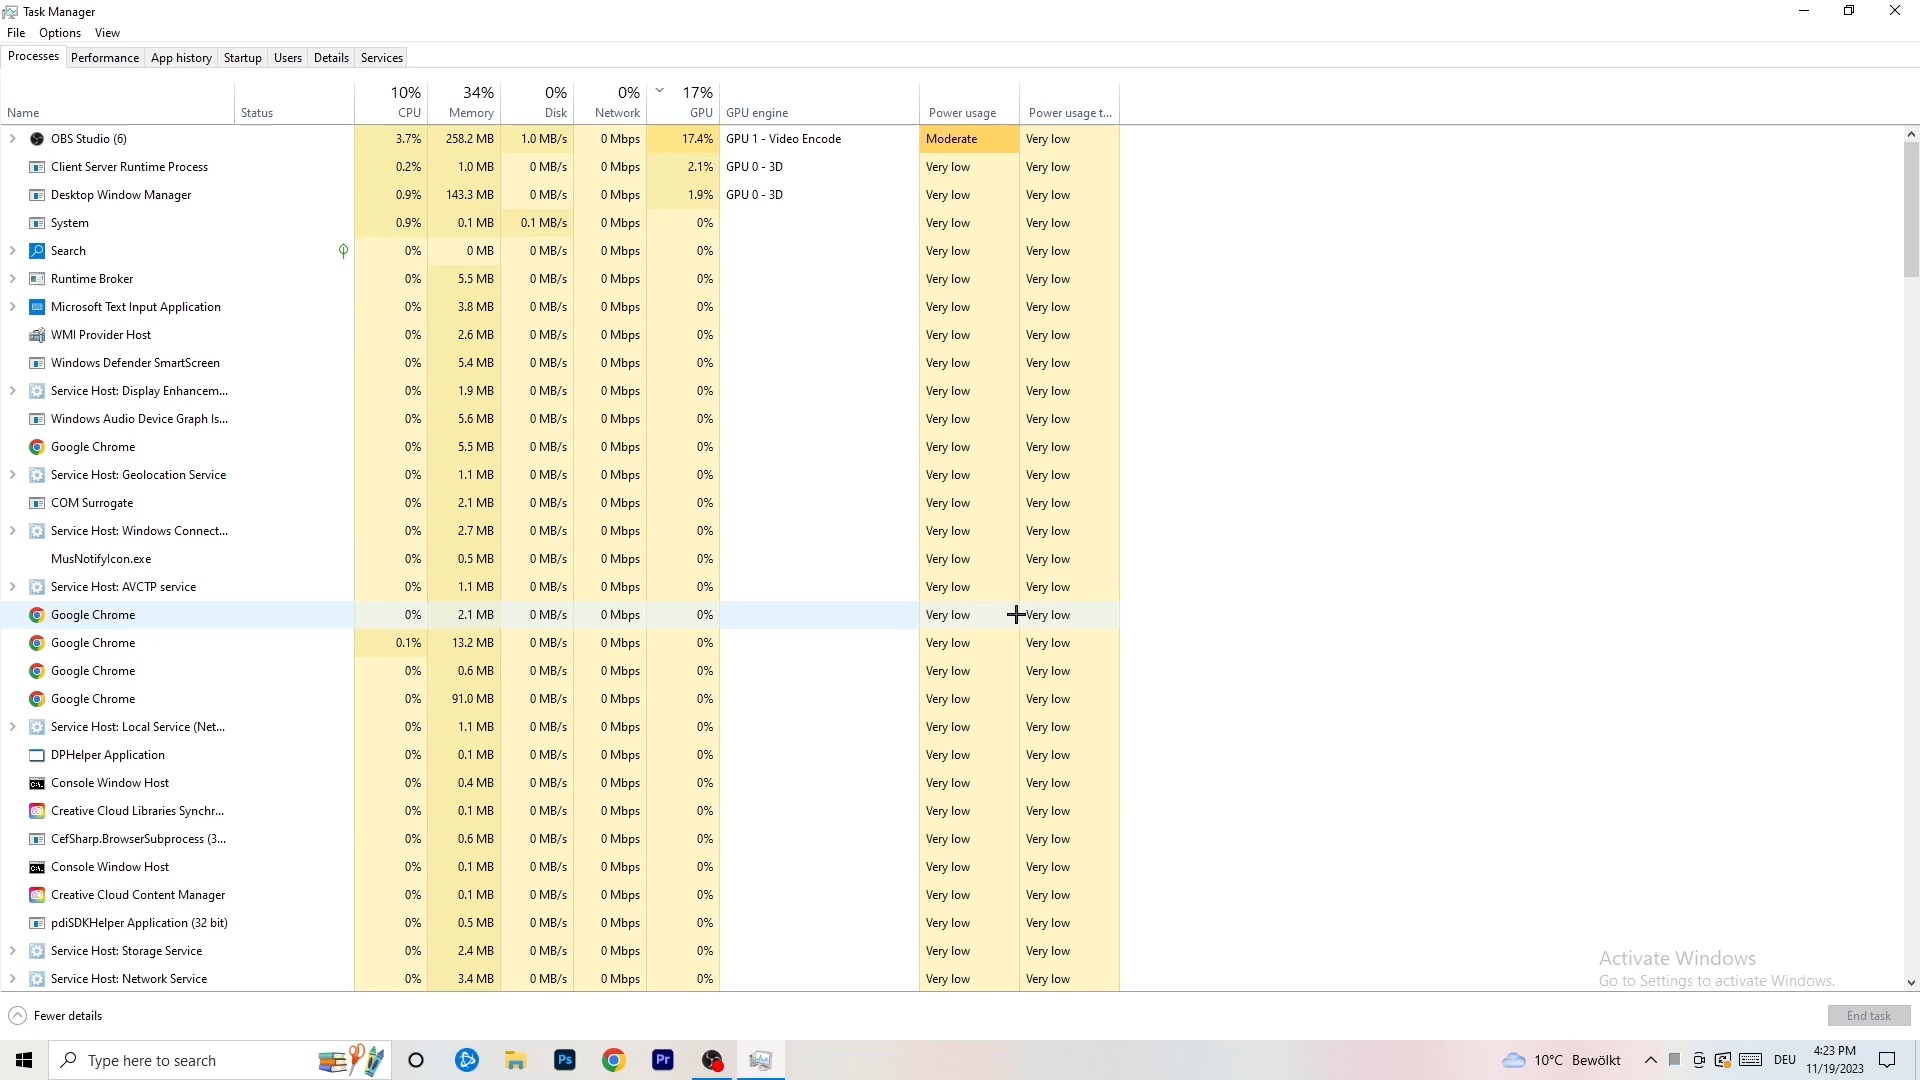 Task Manager
File Options View
Processes Performance App history Startup Users Details Services
10% 34% 0% 0% 17%
Name Status CPU Memory Disk Network GPU GPU engine Power usage Power usage t...
OBS Studio (6) 3.7% 258.2 MB 1.0 MB/s 0 Mbps 17.4% GPU 1 - Video Encode Moderate Very low
Client Server Runtime Process 0.2% 1.0 MB 0 MB/s 0 Mbps 2.1% GPU 0 - 3D Very low Very low
Desktop Window Manager 0.9% 143.3 MB 0 MB/s 0 Mbps 1.9% GPU 0 - 3D Very low Very low
System 0.9% 0.1 MB 0.1 MB/s 0 Mbps 0% Very low Very low
Search 0% 0 MB 0 MB/s 0 Mbps 0% Very low Very low
Runtime Broker 0% 5.5 MB 0 MB/s 0 Mbps 0% Very low Very low
Microsoft Text Input Application 0% 3.8 MB 0 MB/s 0 Mbps 0% Very low Very low
WMI Provider Host 0% 2.6 MB 0 MB/s 0 Mbps 0% Very low Very low
Windows Defender SmartScreen 0% 5.4 MB 0 MB/s 0 Mbps 0% Very low Very low
Service Host: Display Enhancem... 0% 1.9 MB 0 MB/s 0 Mbps 0% Very low Very low
Windows Audio Device Graph Is... 0% 5.6 MB 0 MB/s 0 Mbps 0% Very low Very low
Google Chrome 0% 5.5 MB 0 MB/s 0 Mbps 0% Very low Very low
Service Host: Geolocation Service 0% 1.1 MB 0 MB/s 0 Mbps 0% Very low Very low
COM Surrogate 0% 2.1 MB 0 MB/s 0 Mbps 0% Very low Very low
Service Host: Windows Connect... 0% 2.7 MB 0 MB/s 0 Mbps 0% Very low Very low
MusNotifyIcon.exe 0% 0.5 MB 0 MB/s 0 Mbps 0% Very low Very low
Service Host: AVCTP service 0% 1.1 MB 0 MB/s 0 Mbps 0% Very low Very low
Google Chrome 0% 2.1 MB 0 MB/s 0 Mbps 0% Very low Very low
Google Chrome 0.1% 13.2 MB 0 MB/s 0 Mbps 0% Very low Very low
Google Chrome 0% 0.6 MB 0 MB/s 0 Mbps 0% Very low Very low
Google Chrome 0% 91.0 MB 0 MB/s 0 Mbps 0% Very low Very low
Service Host: Local Service (Net... 0% 1.1 MB 0 MB/s 0 Mbps 0% Very low Very low
DPHelper Application 0% 0.1 MB 0 MB/s 0 Mbps 0% Very low Very low
Console Window Host 0% 0.4 MB 0 MB/s 0 Mbps 0% Very low Very low
Creative Cloud Libraries Synchr... 0% 0.1 MB 0 MB/s 0 Mbps 0% Very low Very low
CefSharp.BrowserSubprocess (3... 0% 0.6 MB 0 MB/s 0 Mbps 0% Very low Very low
Console Window Host 0% 0.1 MB 0 MB/s 0 Mbps 0% Very low Very low
Creative Cloud Content Manager 0% 0.1 MB 0 MB/s 0 Mbps 0% Very low Very low
pdiSDKHelper Application (32 bit) 0% 0.5 MB 0 MB/s 0 Mbps 0% Very low Very low
Service Host: Storage Service 0% 2.4 MB 0 MB/s 0 Mbps 0% Very low Very low
Service Host: Network Service 0% 3.4 MB 0 MB/s 0 Mbps 0% Very low Very low
Activate Windows
Go to Settings to activate Windows.
Fewer details End task
Type here to search Ps Pr 10°C Bewölkt DEU 4:23 PM
11/19/2023